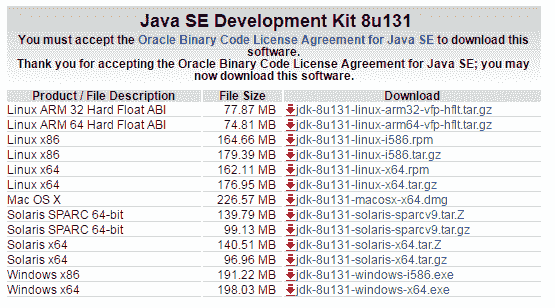 Java SE Development Kit 8u131
You must accept the Oracle Binary Code License Agreement for Java SE to download this
software.
Thank you for accepting the Oracle Binary Code License Agreement for Java SE; you may
now download this software.
Product / File Description File Size Download
Linux ARM 32 Hard Float ABI 77.87 MB jdk-8u131-linux-arm32-vfp-hflt.tar.gz
Linux ARM 64 Hard Float ABI 74.81 MB jdk-8u131-linux-arm64-vfp-hflt.tar.gz
Linux x86 164.66 MB jdk-8u131-linux-i586.rpm
Linux x86 179.39 MB jdk-8u131-linux-i586.tar.gz
Linux x64 162.11 MB jdk-8u131-linux-x64.rpm
Linux x64 176.95 MB jdk-8u131-linux-x64.tar.gz
Mac OS X 226.57 MB jdk-8u131-macosx-x64.dmg
Solaris SPARC 64-bit 139.79 MB jdk-8u131-solaris-sparcv9.tar.Z
Solaris SPARC 64-bit 99.13 MB jdk-8u131-solaris-sparcv9.tar.gz
Solaris x64 140.51 MB jdk-8u131-solaris-x64.tar.Z
Solaris x64 96.96 MB jdk-8u131-solaris-x64.tar.gz
Windows x86 191.22 MB jdk-8u131-windows-i586.exe
Windows x64 198.03 MB jdk-8u131-windows-x64.exe